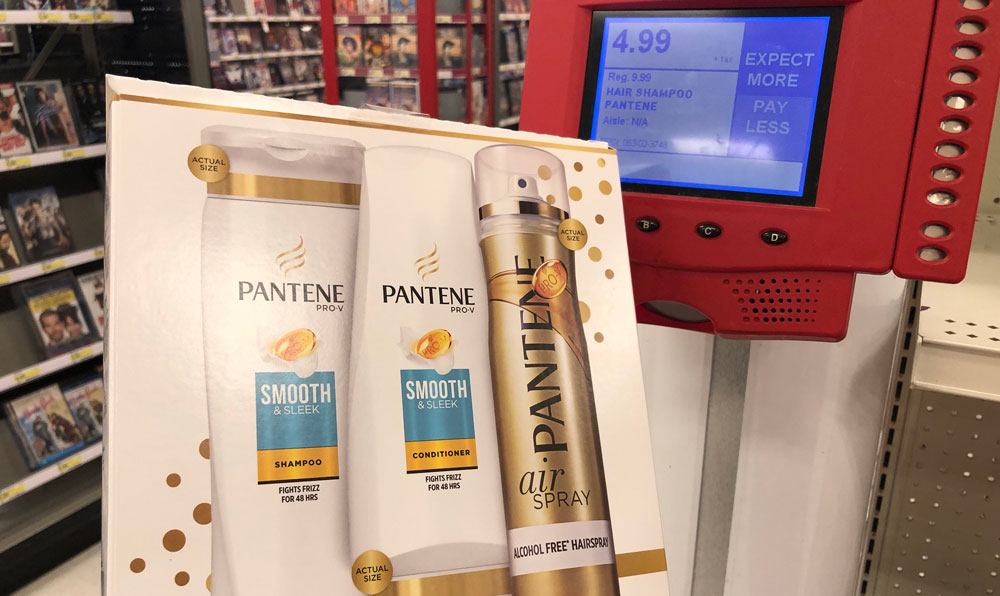 4.99
+ tax
Reg. 9.99
HAIR SHAMPOO
PANTENE
Aisle: N/A
EXPECT
MORE
PAY
LESS
B
C
D
ACTUAL
SIZE
PANTENE
PRO-V
SMOOTH
& SLEEK
SHAMPOO
FIGHTS FRIZZ
FOR 48 HRS
PANTENE
PRO-V
SMOOTH
& SLEEK
CONDITIONER
FIGHTS FRIZZ
FOR 48 HRS
ACTUAL
SIZE
ACTUAL
SIZE
PRO-V
PANTENE
air
SPRAY
ALCOHOL FREE* HAIRSPRAY